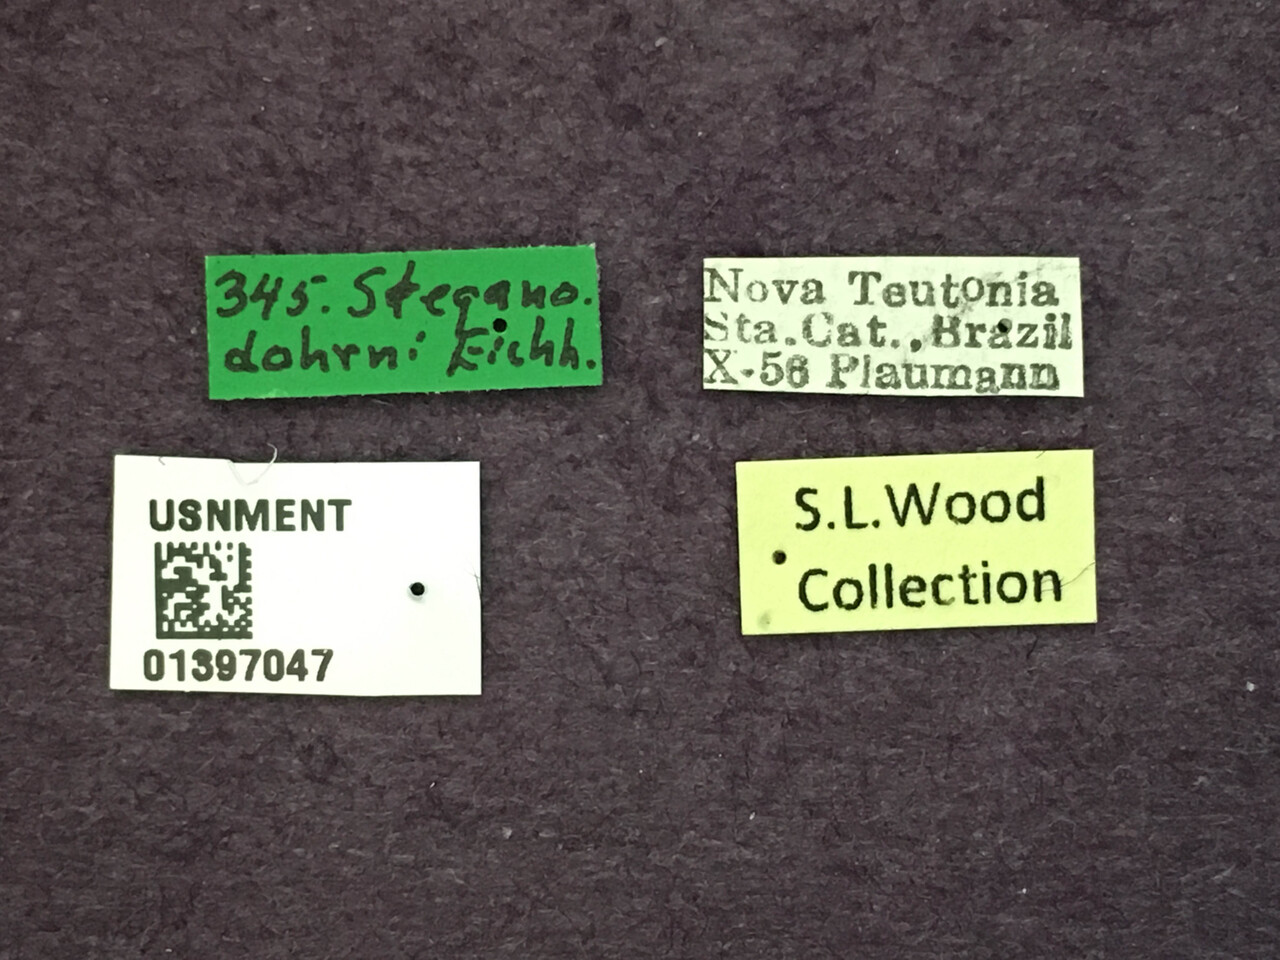 345. Stegano.
dohrni Eichh.
Nova Teutonia
Sta.Cat., Brazil
X-56 Plaumann
USNMENT
01397047
S.L.Wood
Collection